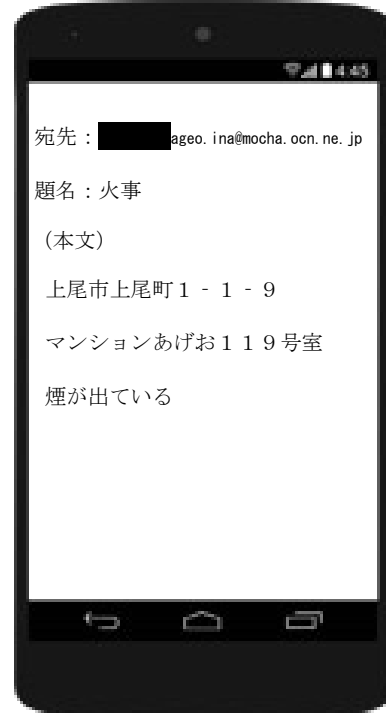 4:45
宛先：ageo.ina@mocha.ocn.ne.jp
題名：火事
（本文）
上尾市上尾町１‐１‐９
マンションあげお１１９号室
煙が出ている